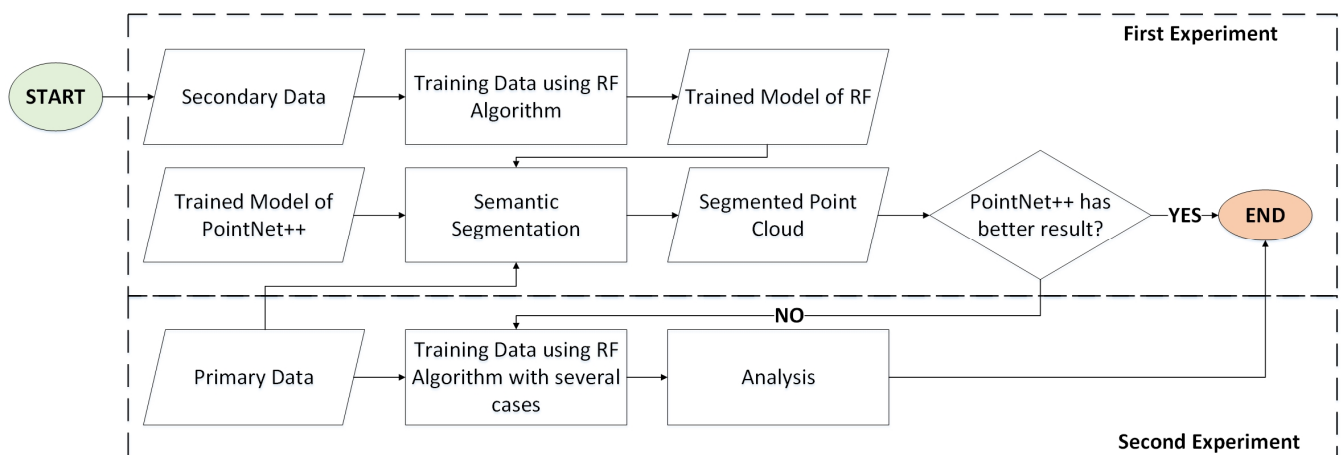 First Experiment
START
Secondary Data
Training Data using RF
Algorithm
Trained Model of RF
Trained Model of
PointNet++
Semantic
Segmentation
Segmented Point
Cloud
PointNet++ has
better result?
YES
END
NO
Primary Data
Training Data using RF
Algorithm with several
cases
Analysis
Second Experiment